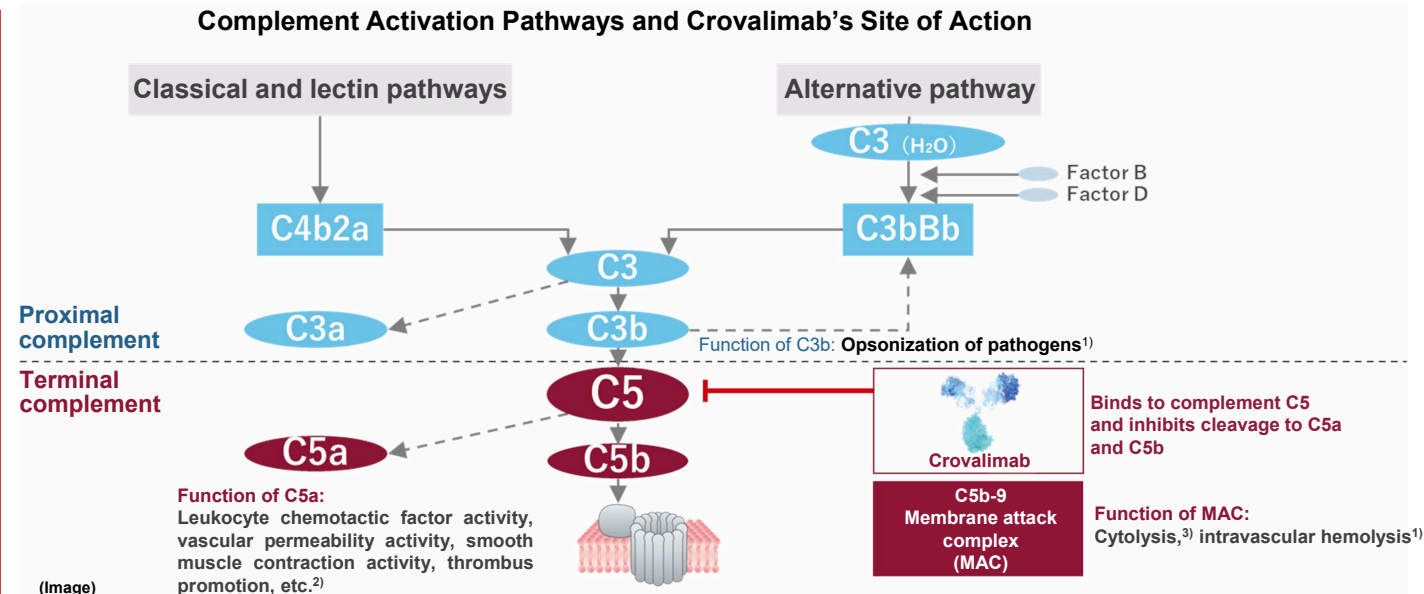 Complement Activation Pathways and Crovalimab's Site of Action
Classical and lectin pathways
Alternative pathway
C3 (H₂O)
Factor B
Factor D
C4b2a
C3bBb
C3
Proximal
complement
C3a
C3b
Function of C3b: Opsonization of pathogens¹⁾
Terminal
complement
C5
Crovalimab
Binds to complement C5
and inhibits cleavage to C5a
and C5b
C5a
C5b
Function of C5a:
Leukocyte chemotactic factor activity,
vascular permeability activity, smooth
muscle contraction activity, thrombus
promotion, etc.²⁾
C5b-9
Membrane attack
complex
(MAC)
Function of MAC:
Cytolysis,³⁾ intravascular hemolysis¹⁾
(Image)